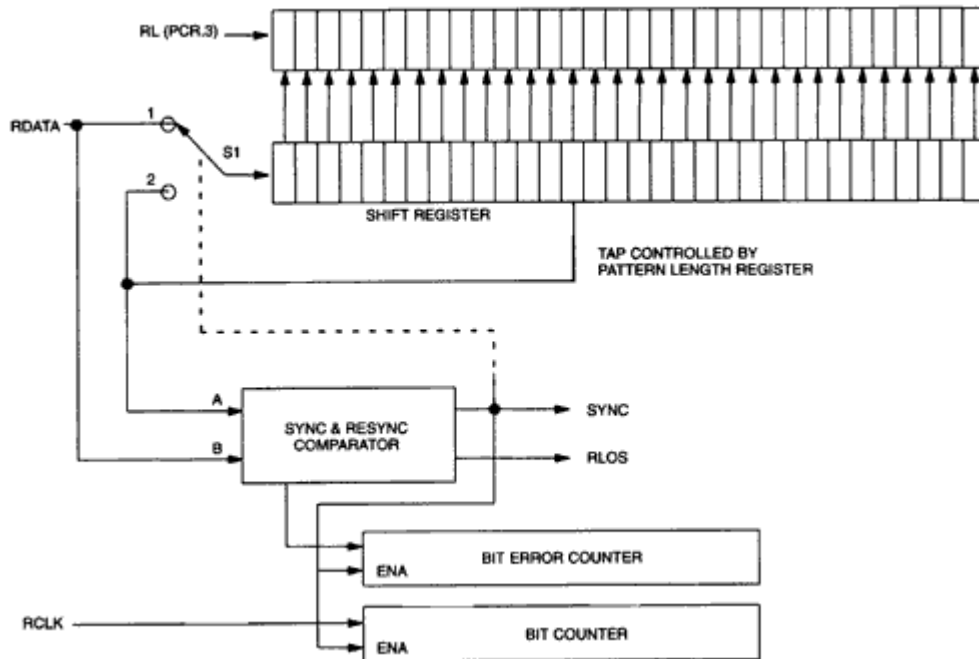 RL (PCR.3)
RDATA
1
S1
2
SHIFT REGISTER
TAP CONTROLLED BY
PATTERN LENGTH REGISTER
A
SYNC & RESYNC
COMPARATOR
B
SYNC
RLOS
BIT ERROR COUNTER
ENA
RCLK
BIT COUNTER
ENA